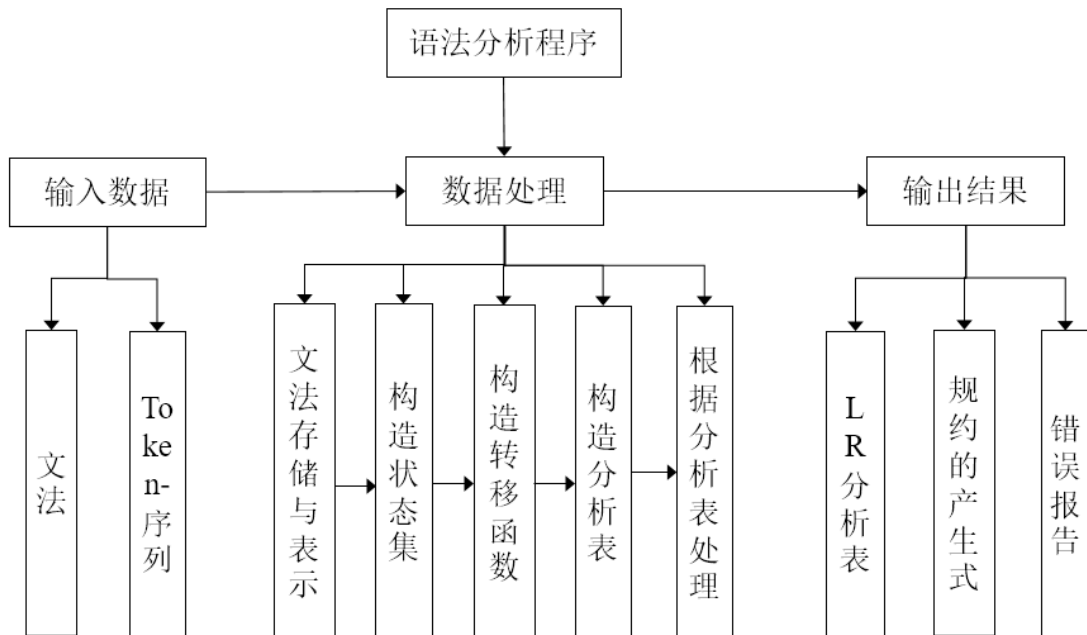 语法分析程序
输入数据
数据处理
输出结果
文法
Token-序列
文法存储与表示
构造状态集
构造转移函数
构造分析表
根据分析表处理
LR分析表
规约的产生式
错误报告